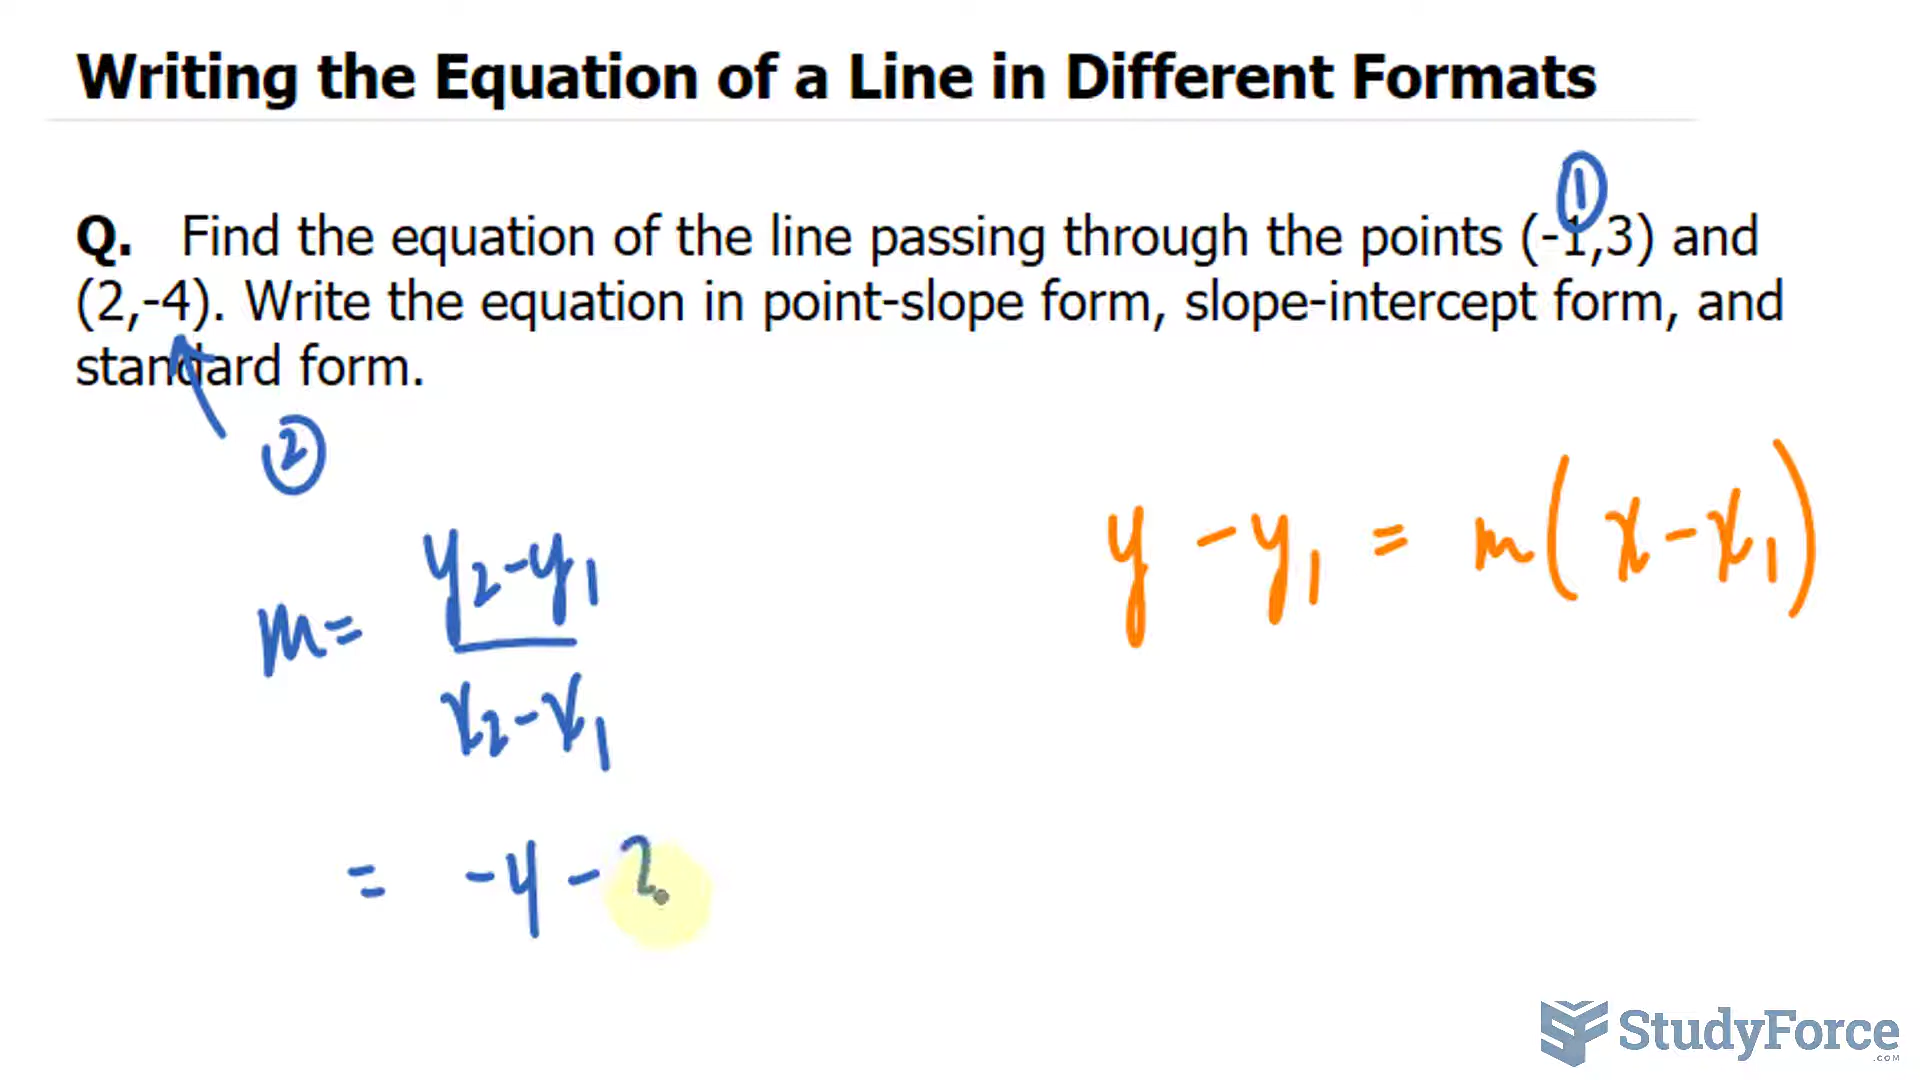 Writing the Equation of a Line in Different Formats
1
Q. Find the equation of the line passing through the points (-1,3) and
(2,-4). Write the equation in point-slope form, slope-intercept form, and
standard form.
2
y - y₁ = m(x - x₁)
m = y₂ - y₁
x₂ - x₁
= -4 -
StudyForce
.COM